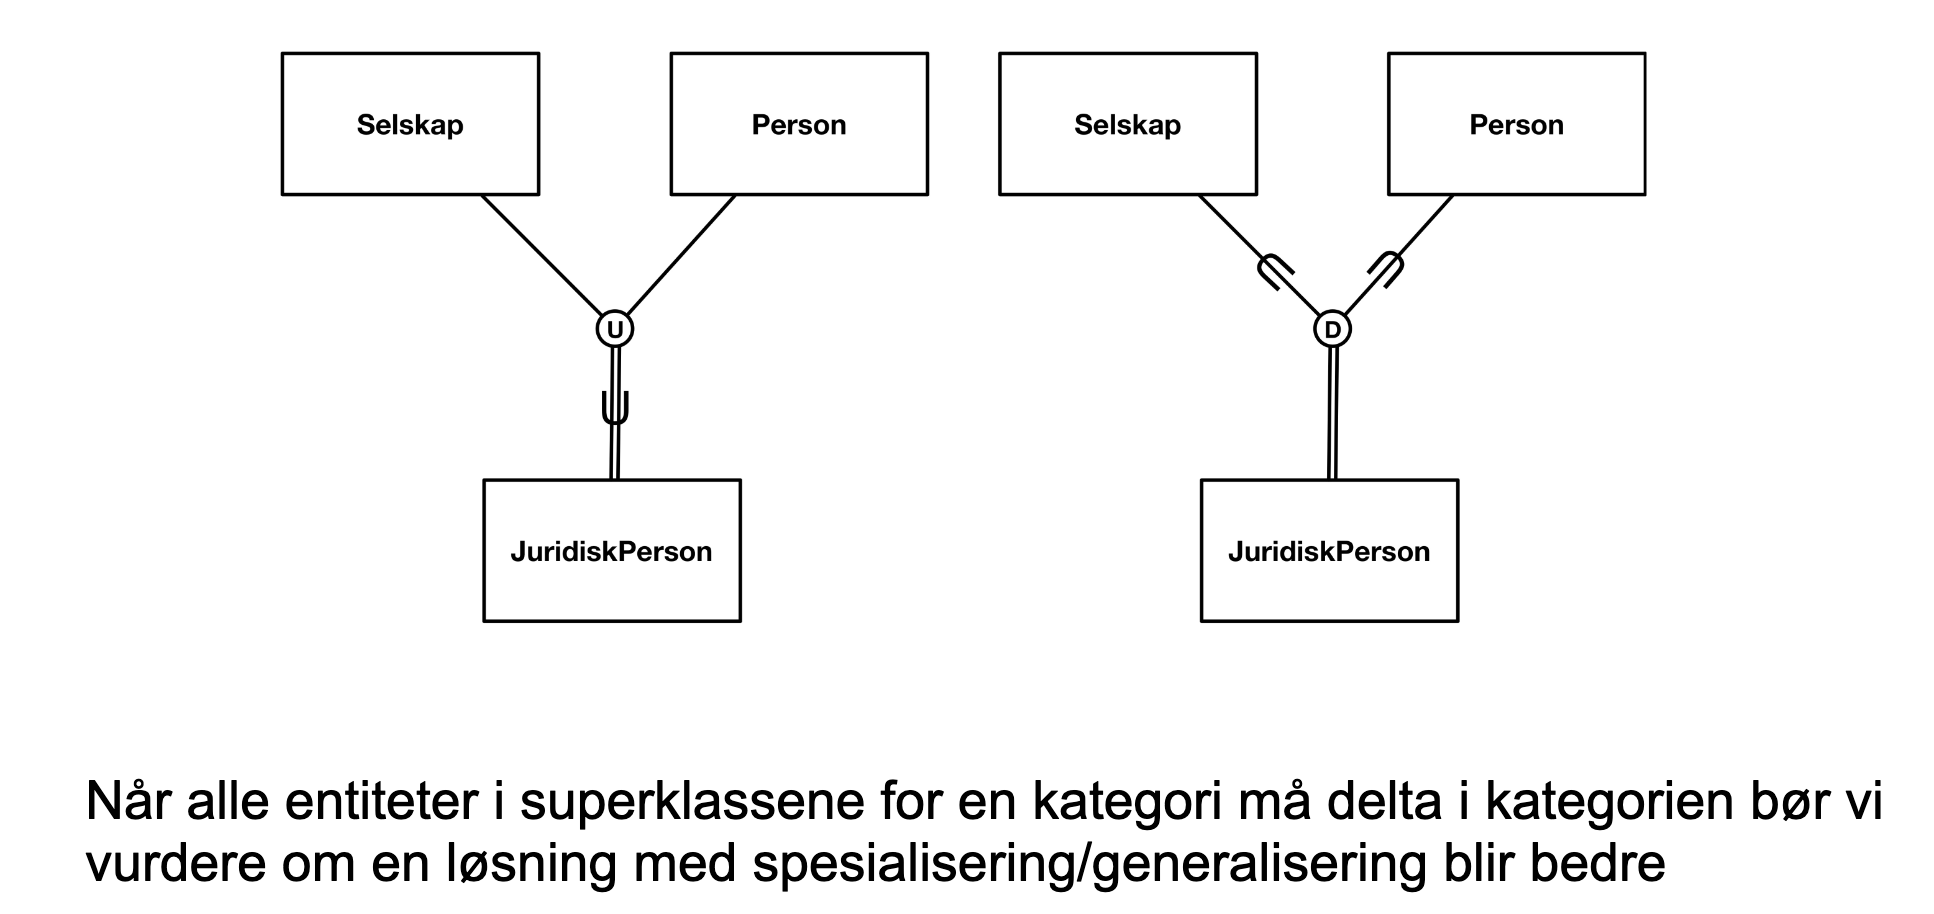 Selskap
Person
Selskap
Person
U
D
JuridiskPerson
JuridiskPerson
Når alle entiteter i superklassene for en kategori må delta i kategorien bør vi
vurdere om en løsning med spesialisering/generalisering blir bedre